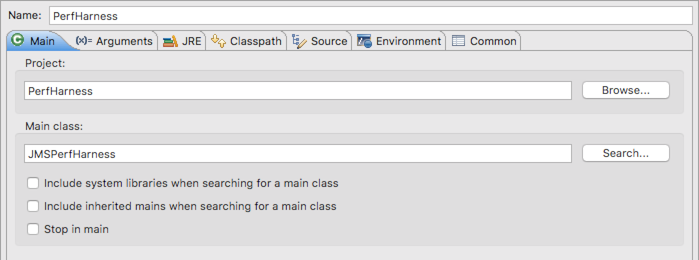 Name: PerfHarness
Main (x)= Arguments JRE Classpath Source Environment Common
Project:
PerfHarness Browse...
Main class:
JMSPerfHarness Search...
Include system libraries when searching for a main class
Include inherited mains when searching for a main class
Stop in main